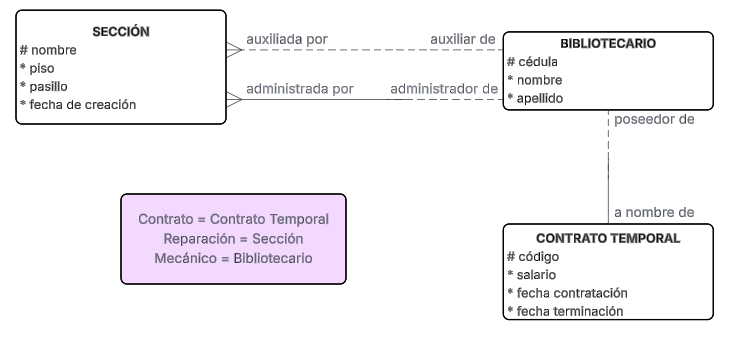 SECCIÓN
# nombre
* piso
* pasillo
* fecha de creación
auxiliada por
auxiliar de
administrada por
administrador de
BIBLIOTECARIO
# cédula
* nombre
* apellido
poseedor de
a nombre de
CONTRATO TEMPORAL
# código
* salario
* fecha contratación
* fecha terminación
Contrato = Contrato Temporal
Reparación = Sección
Mecánico = Bibliotecario